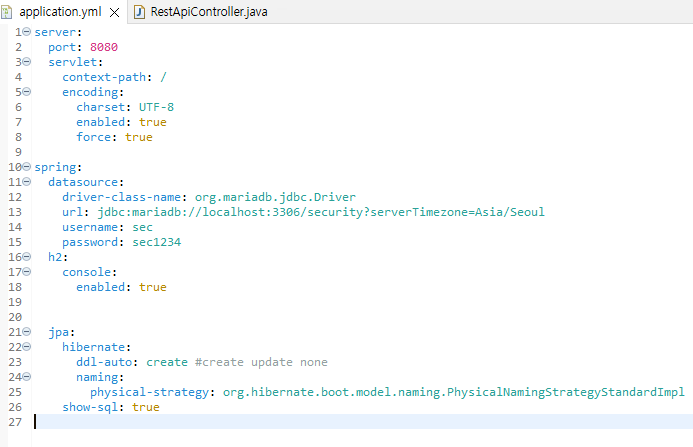 application.yml RestApiController.java
1 server:
2   port: 8080
3   servlet:
4     context-path: /
5     encoding:
6       charset: UTF-8
7       enabled: true
8       force: true
9
10 spring:
11   datasource:
12     driver-class-name: org.mariadb.jdbc.Driver
13     url: jdbc:mariadb://localhost:3306/security?serverTimezone=Asia/Seoul
14     username: sec
15     password: sec1234
16   h2:
17     console:
18       enabled: true
19
20
21   jpa:
22     hibernate:
23       ddl-auto: create #create update none
24       naming:
25         physical-strategy: org.hibernate.boot.model.naming.PhysicalNamingStrategyStandardImpl
26     show-sql: true
27